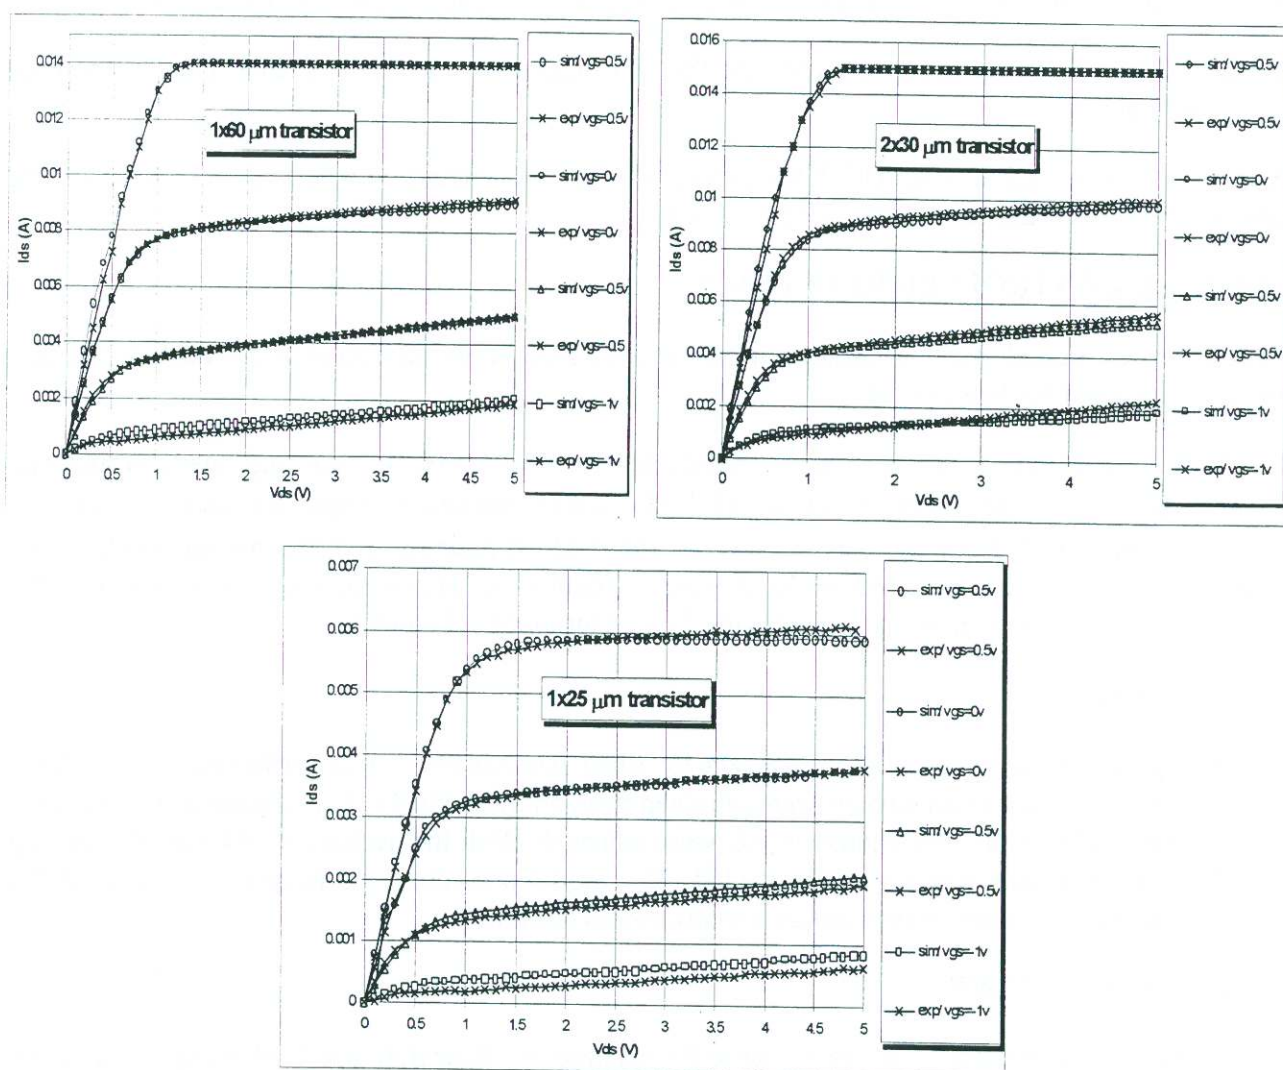 0.014
0.012
0.01
0.008
0.006
0.004
0.002
0
Ids (A)
1x60 μm transistor
0 0.5 1 1.5 2 2.5 3 3.5 4 4.5 5
Vds (V)
sim/vgs=0.5v
exp/vgs=0.5v
sim/vgs=0v
exp/vgs=0v
sim/vgs=-0.5v
exp/vgs=-0.5
sim/vgs=-1v
exp/vgs=-1v
0.016
0.014
0.012
0.01
0.008
0.006
0.004
0.002
0
Ids (A)
2x30 μm transistor
0 1 2 3 4 5
Vds (V)
sim/vgs=0.5v
exp/vgs=0.5v
sim/vgs=0v
exp/vgs=0v
sim/vgs=-0.5v
exp/vgs=-0.5v
sim/vgs=-1v
exp/vgs=-1v
0.007
0.006
0.005
0.004
0.003
0.002
0.001
0
Ids (A)
1x25 μm transistor
0 0.5 1 1.5 2 2.5 3 3.5 4 4.5 5
Vds (V)
sim/vgs=0.5v
exp/vgs=0.5v
sim/vgs=0v
exp/vgs=0v
sim/vgs=-0.5v
exp/vgs=-0.5v
sim/vgs=-1v
exp/vgs=-1v